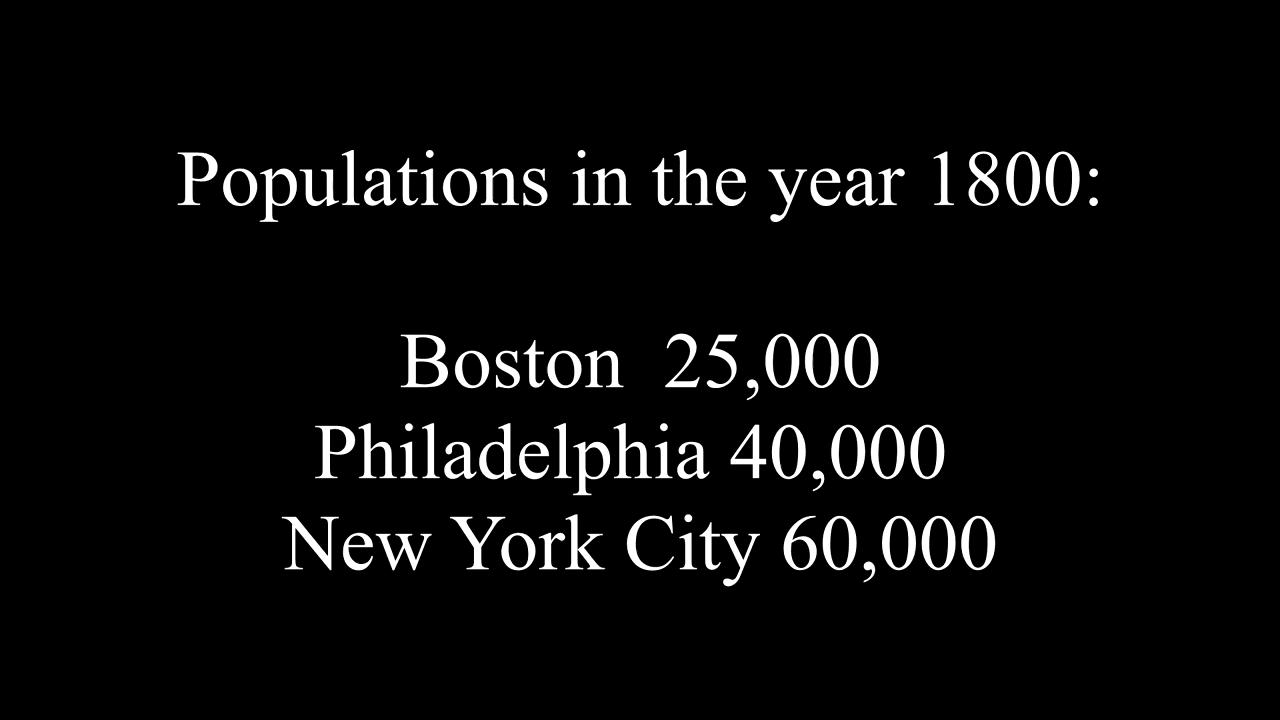 Populations in the year 1800:
Boston  25,000
Philadelphia 40,000
New York City 60,000